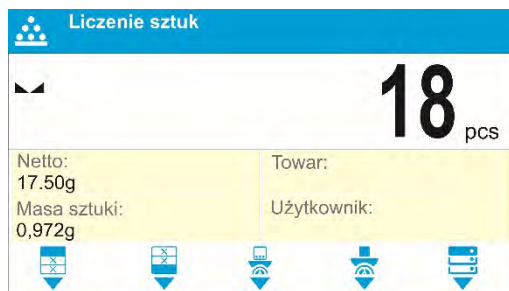 Liczenie sztuk
18 pcs
Netto:
17.50g
Masa sztuki:
0,972g
Towar:
Użytkownik: